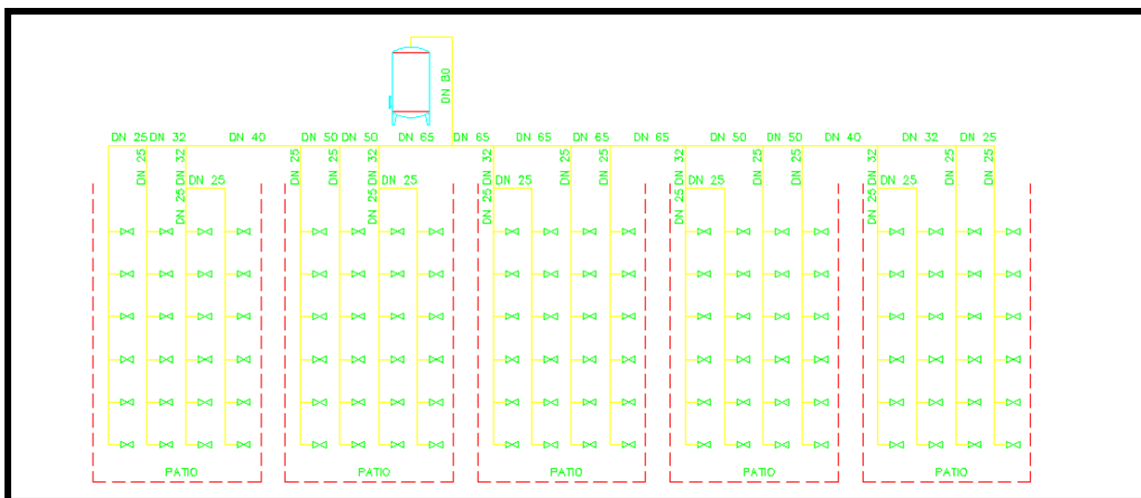 DN 80
DN 25 DN 32 DN 40 DN 50 DN 50 DN 65 DN 65 DN 65 DN 65 DN 65 DN 50 DN 50 DN 40 DN 32 DN 25
DN 25 DN 32 DN 25 DN 25 DN 32 DN 32 DN 25 DN 25 DN 32 DN 25 DN 32 DN 25 DN 25
DN 25 DN 25 DN 25 DN 25 DN 25
DN 25 DN 25 DN 25 DN 25 DN 25
PATIO PATIO PATIO PATIO PATIO